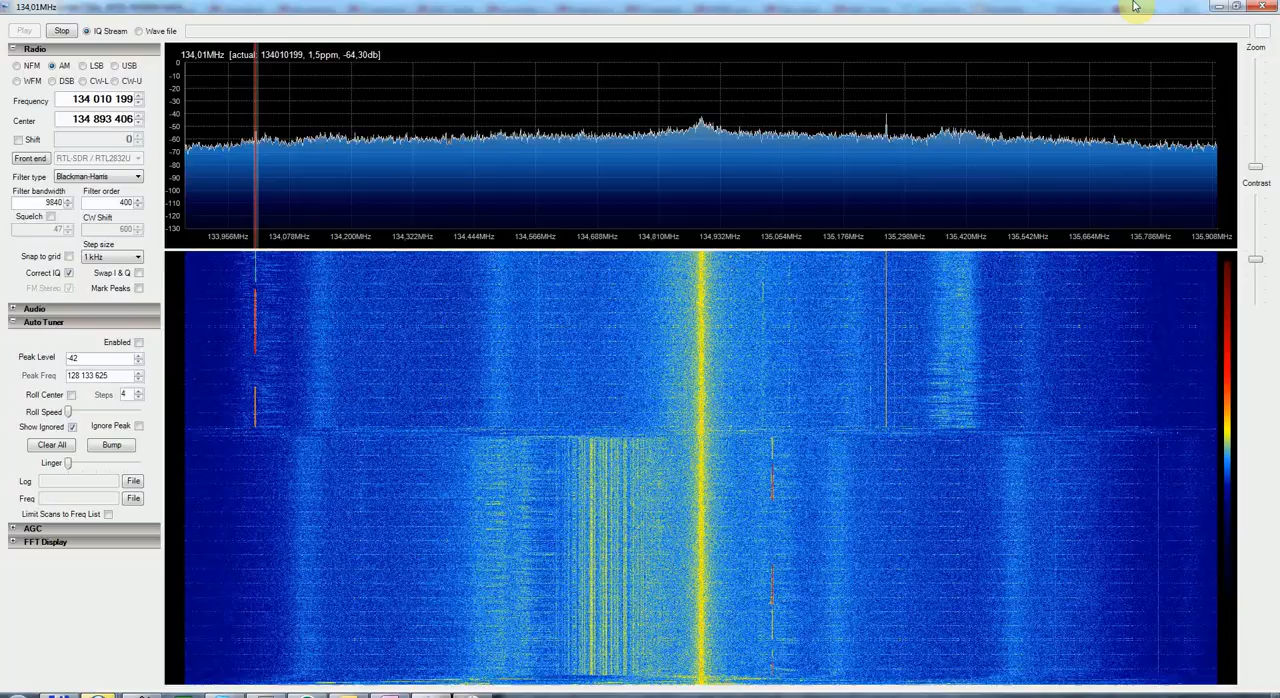 134,01MHz
Play Stop IQ Stream Wave file
Radio
NFM AM LSB USB
WFM DSB CW-L CW-U
Frequency 134 010 199
Center 134 893 406
Shift 0
Front end RTL-SDR / RTL2832U
Filter type Blackman-Harris
Filter bandwidth Filter order
9840 400
Squelch CW Shift
47 600
Step size
Snap to grid 1 kHz
Correct IQ Swap I & Q
FM Stereo Mark Peaks
Audio
Auto Tuner
Enabled
Peak Level -42
Peak Freq 128 133 625
Roll Center Steps 4
Roll Speed
Show Ignored Ignore Peak
Clear All Bump
Linger
Log File
Freq File
Limit Scans to Freq List
AGC
FFT Display
134,01MHz [actual: 134010199, 1,5ppm, -64,30db]
0
-10
-20
-30
-40
-50
-60
-70
-80
-90
-100
-110
-120
-130
133,956MHz 134,078MHz 134,200MHz 134,322MHz 134,444MHz 134,566MHz 134,688MHz 134,810MHz 134,932MHz 135,054MHz 135,176MHz 135,298MHz 135,420MHz 135,542MHz 135,664MHz 135,786MHz 135,908MHz
Zoom
Contrast